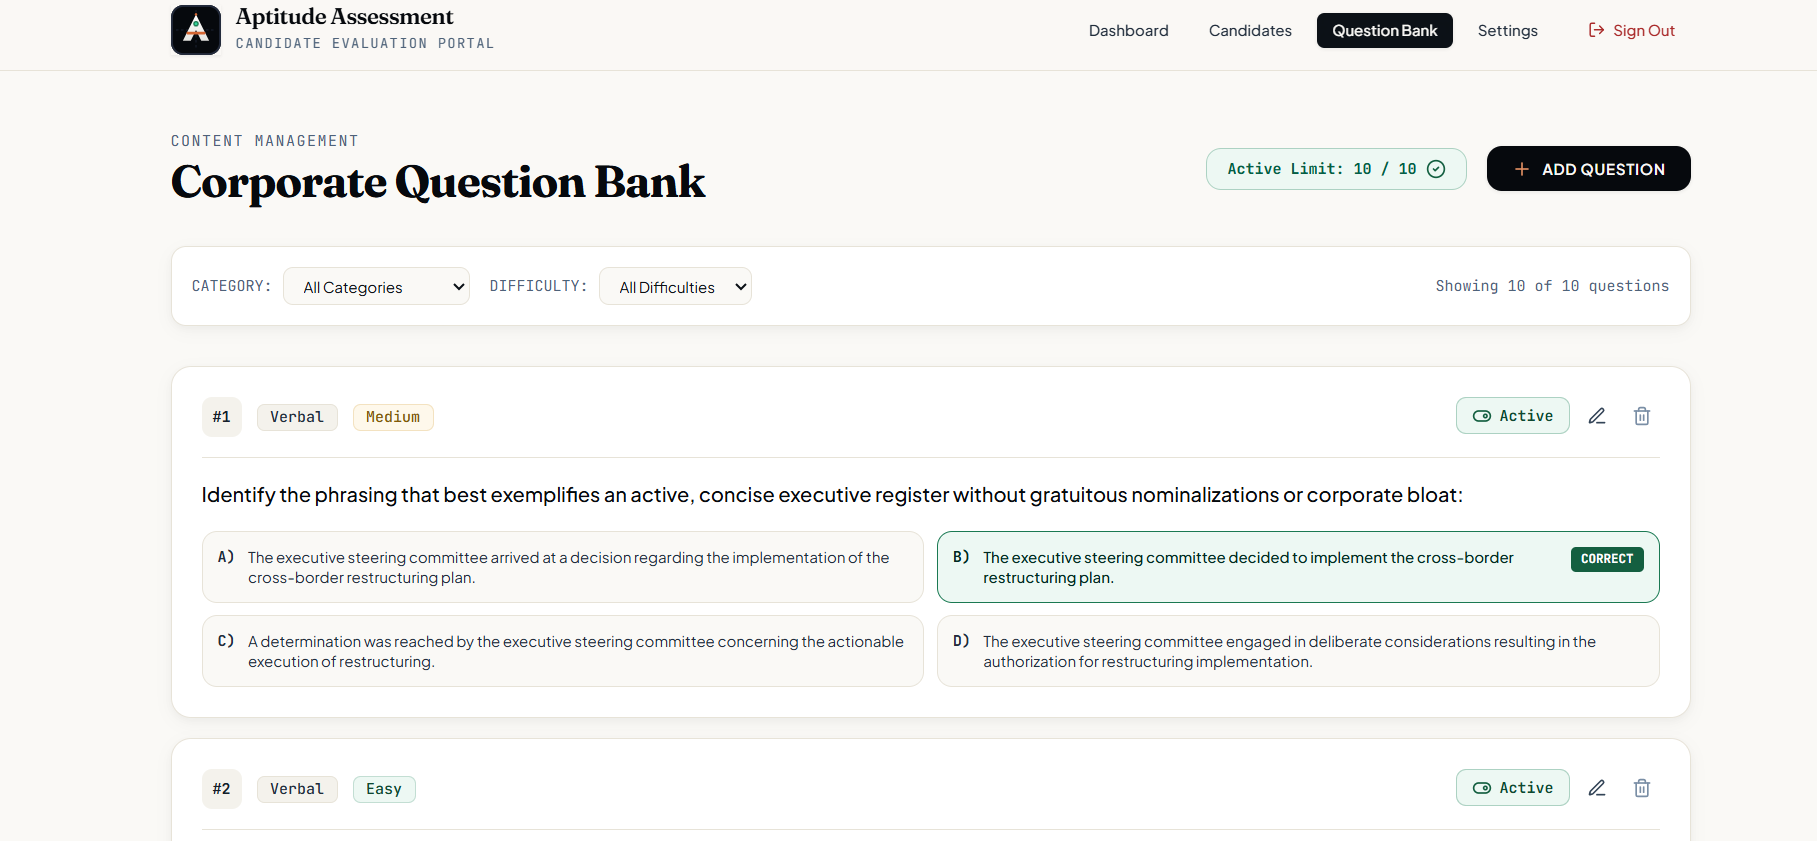 Aptitude Assessment
CANDIDATE EVALUATION PORTAL
Dashboard
Candidates
Question Bank
Settings
Sign Out
CONTENT MANAGEMENT
Corporate Question Bank
Active Limit: 10 / 10
ADD QUESTION
CATEGORY:
All Categories
DIFFICULTY:
All Difficulties
Showing 10 of 10 questions
#1
Verbal
Medium
Active
Identify the phrasing that best exemplifies an active, concise executive register without gratuitous nominalizations or corporate bloat:
A) The executive steering committee arrived at a decision regarding the implementation of the
cross-border restructuring plan.
B) The executive steering committee decided to implement the cross-border
restructuring plan.
CORRECT
C) A determination was reached by the executive steering committee concerning the actionable
execution of restructuring.
D) The executive steering committee engaged in deliberate considerations resulting in the
authorization for restructuring implementation.
#2
Verbal
Easy
Active